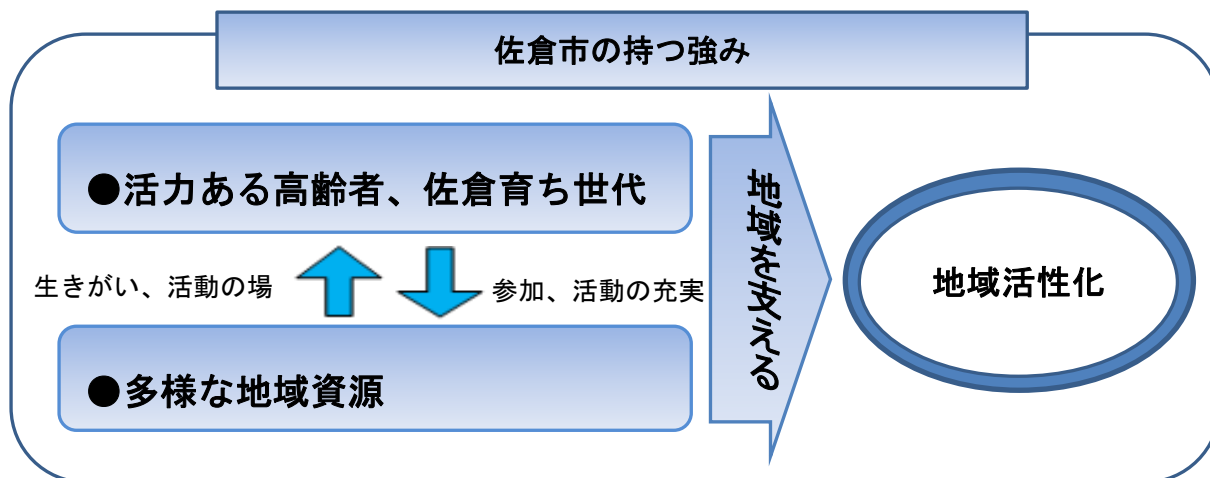 佐倉市の持つ強み
●活力ある高齢者、佐倉育ち世代
生きがい、活動の場
参加、活動の充実
●多様な地域資源
地域を支える
地域活性化